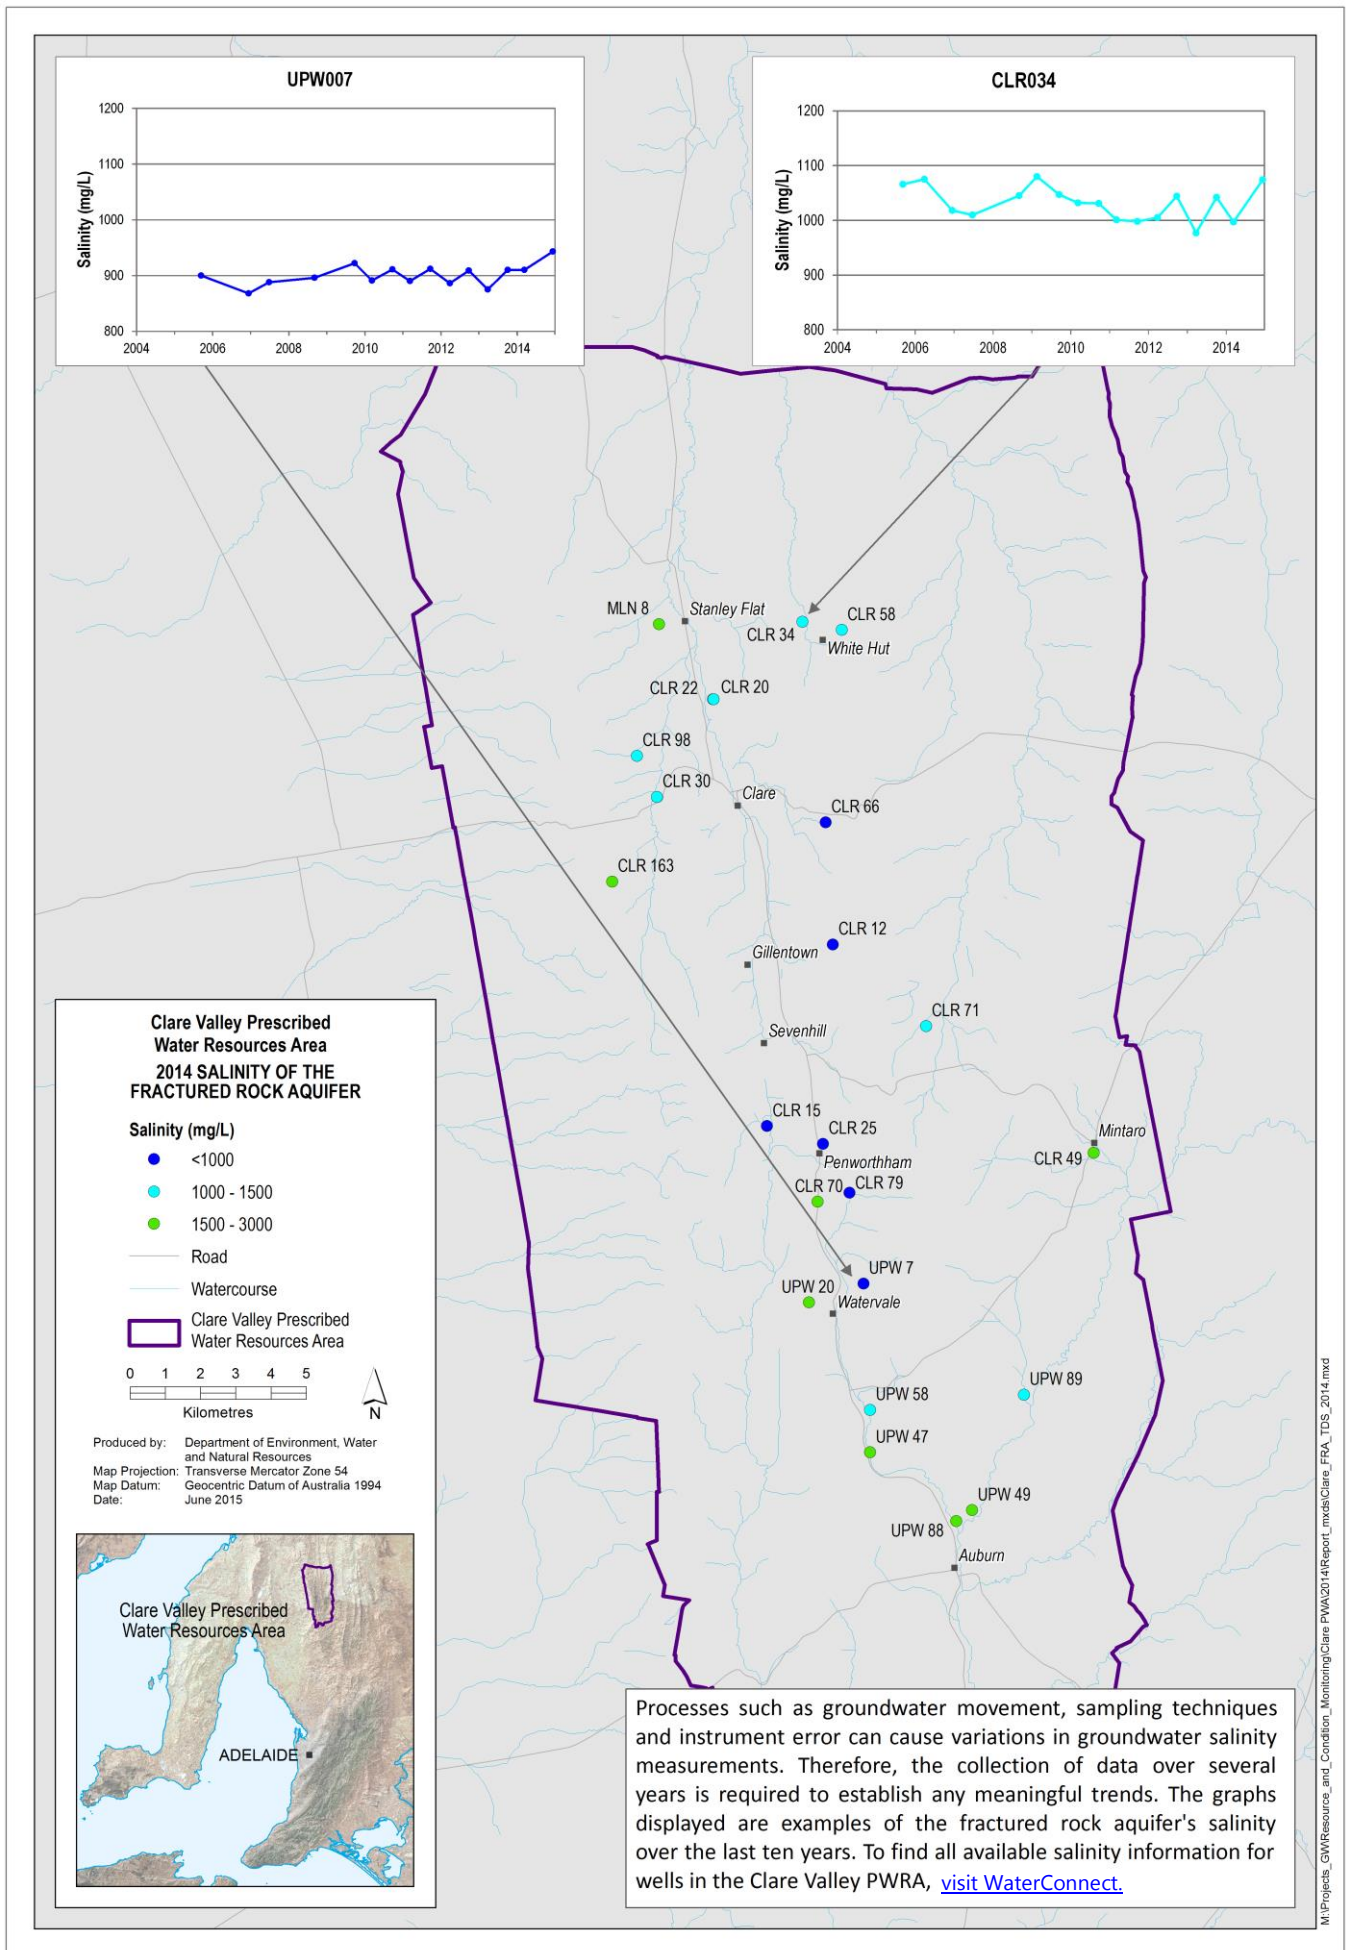 UPW007
1200
1100
1000
900
800
Salinity (mg/L)
2004 2006 2008 2010 2012 2014
CLR034
1200
1100
1000
900
800
Salinity (mg/L)
2004 2006 2008 2010 2012 2014
MLN 8
Stanley Flat
CLR 34
CLR 58
White Hut
CLR 22
CLR 20
CLR 98
CLR 30
Clare
CLR 66
CLR 163
CLR 12
Gillentown
CLR 71
Sevenhill
CLR 15
CLR 25
Penworthham
Mintaro
CLR 49
CLR 70
CLR 79
UPW 7
UPW 20
Watervale
UPW 89
UPW 58
UPW 47
UPW 49
UPW 88
Auburn
Clare Valley Prescribed
Water Resources Area
2014 SALINITY OF THE
FRACTURED ROCK AQUIFER
Salinity (mg/L)
<1000
1000 - 1500
1500 - 3000
Road
Watercourse
Clare Valley Prescribed
Water Resources Area
0 1 2 3 4 5
Kilometres
N
Produced by: Department of Environment, Water
and Natural Resources
Map Projection: Transverse Mercator Zone 54
Map Datum: Geocentric Datum of Australia 1994
Date: June 2015
Clare Valley Prescribed
Water Resources Area
ADELAIDE
Processes such as groundwater movement, sampling techniques
and instrument error can cause variations in groundwater salinity
measurements. Therefore, the collection of data over several
years is required to establish any meaningful trends. The graphs
displayed are examples of the fractured rock aquifer's salinity
over the last ten years. To find all available salinity information for
wells in the Clare Valley PWRA, visit WaterConnect.
M:\Projects_GW\Resource_and_Condition_Monitoring\Clare PWA\2014\Report_mxds\Clare_FRA_TDS_2014.mxd